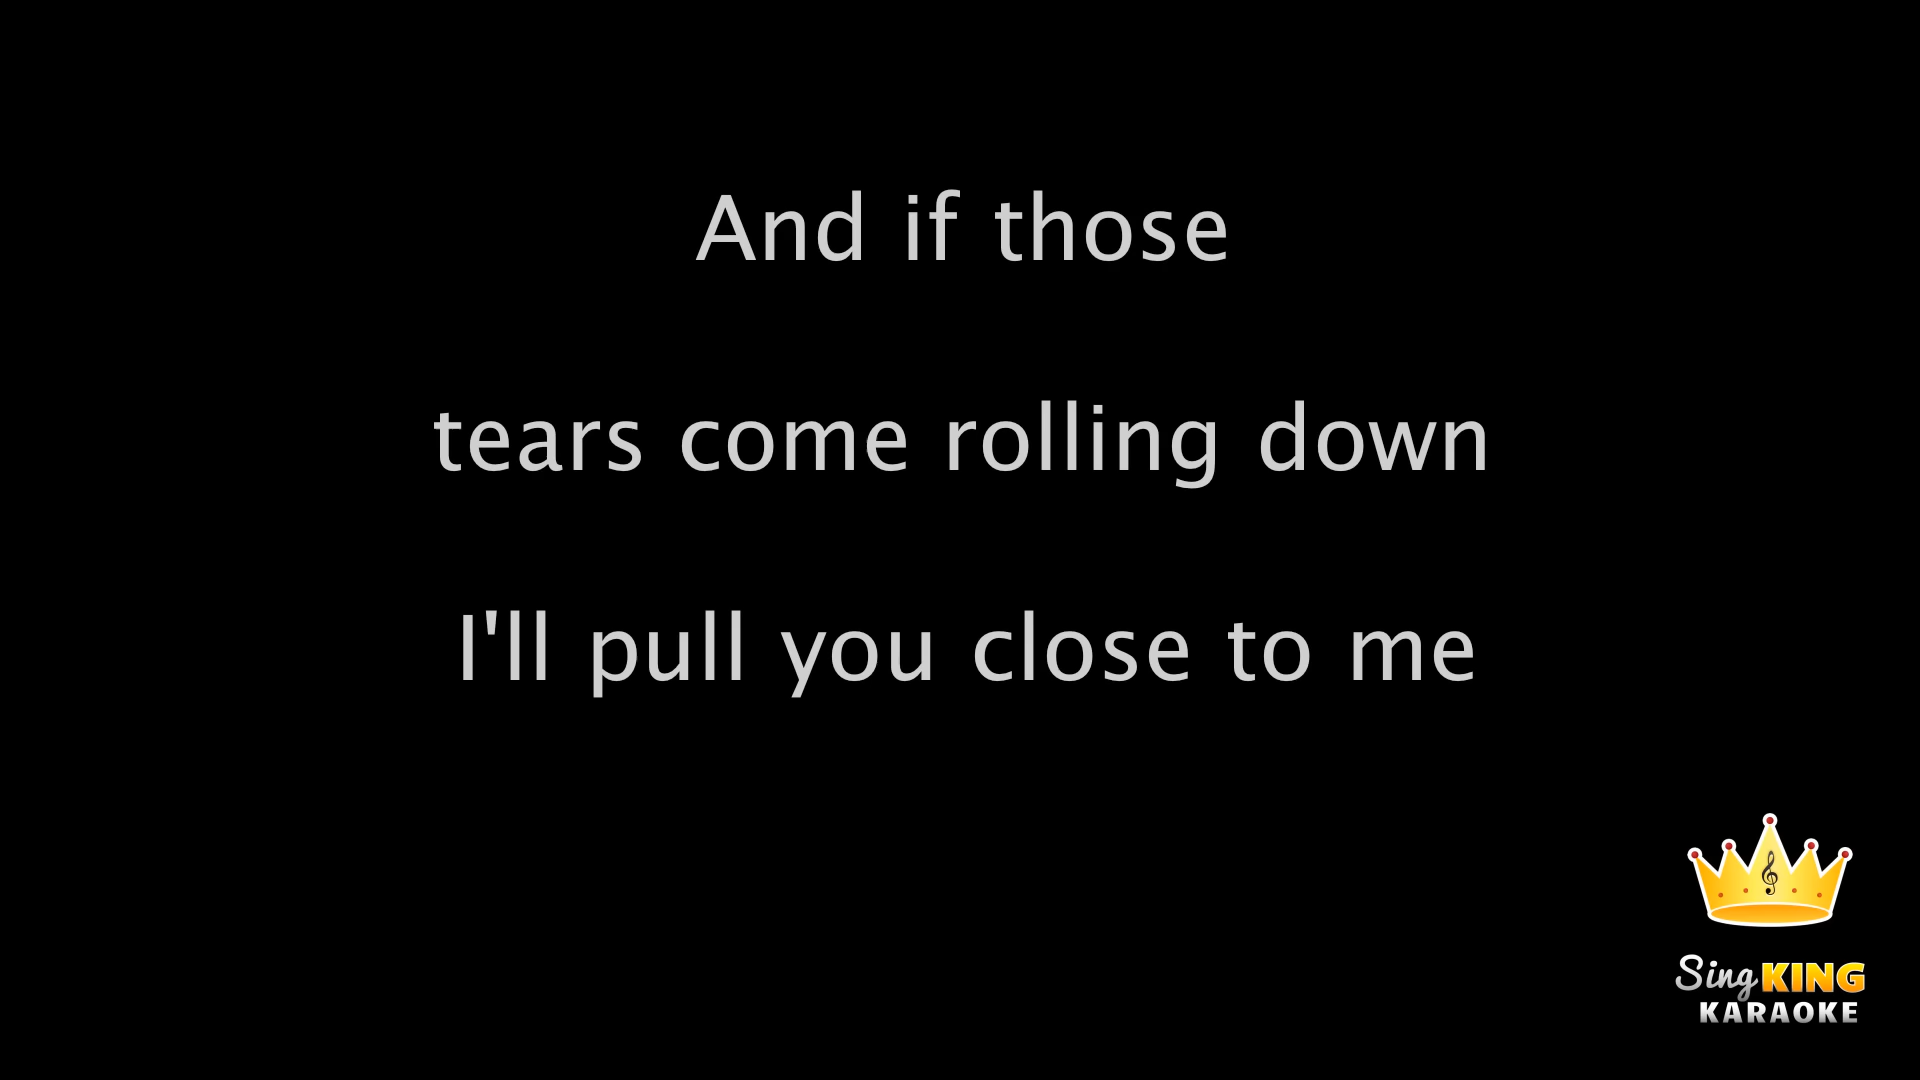 And if those
tears come rolling down
I'll pull you close to me
Sing KING
KARAOKE